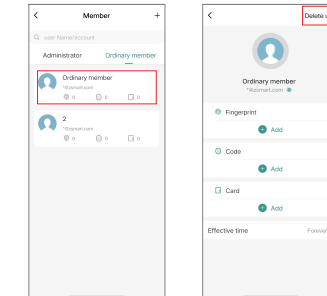 Member +
user Name/account
Administrator Ordinary member
Ordinary member
*@zsmart.com
0 0 0
2
*@zsmart.com
0 0 0
Delete u
Ordinary member
*@zsmart.com
Fingerprint
Add
Code
Add
Card
Add
Effective time Forever